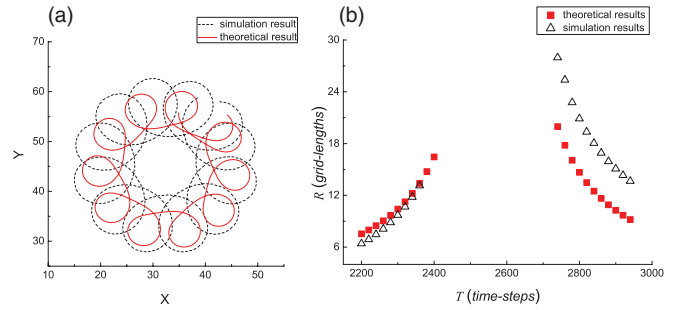 (a)
simulation result
theoretical result
70
60
50
40
30
Y
10
20
30
40
50
X
(b)
theoretical results
simulation results
30
24
18
12
6
R (grid-lengths)
2200
2400
2600
2800
3000
T (time-steps)